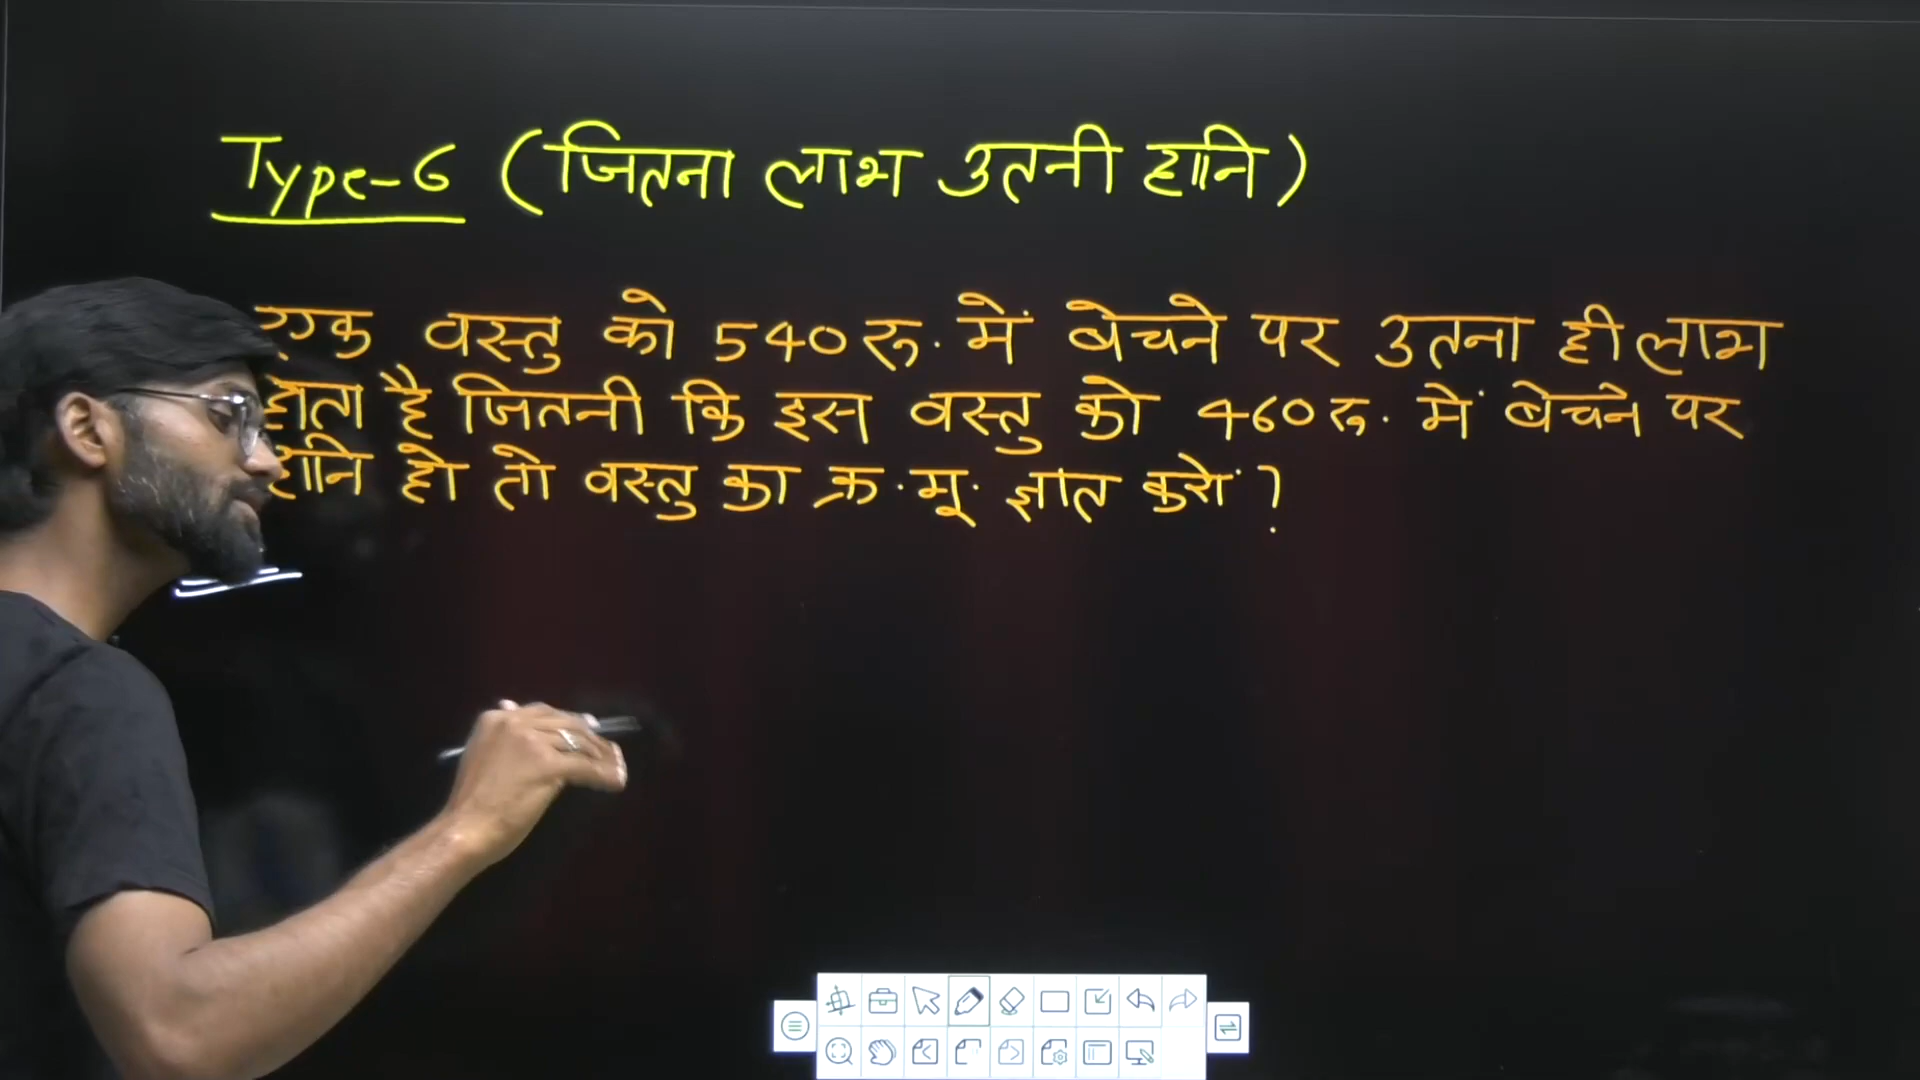 Type-6 (जितना लाभ उतनी हानि)
एक वस्तु को 540 रू. में बेचने पर उतना ही लाभ
होता है जितनी कि इस वस्तु को 460 रु. में बेचने पर
हानि हो तो वस्तु का क्र.मू. ज्ञात करो ?